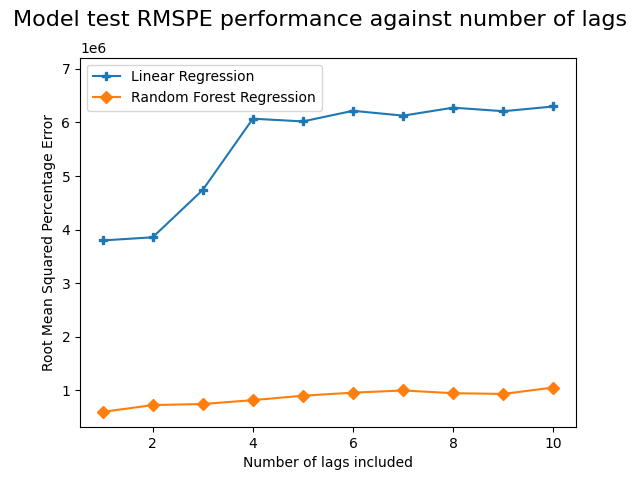 Model test RMSPE performance against number of lags
1e6
7
6
5
4
3
2
1
Root Mean Squared Percentage Error
Linear Regression
Random Forest Regression
2 4 6 8 10
Number of lags included